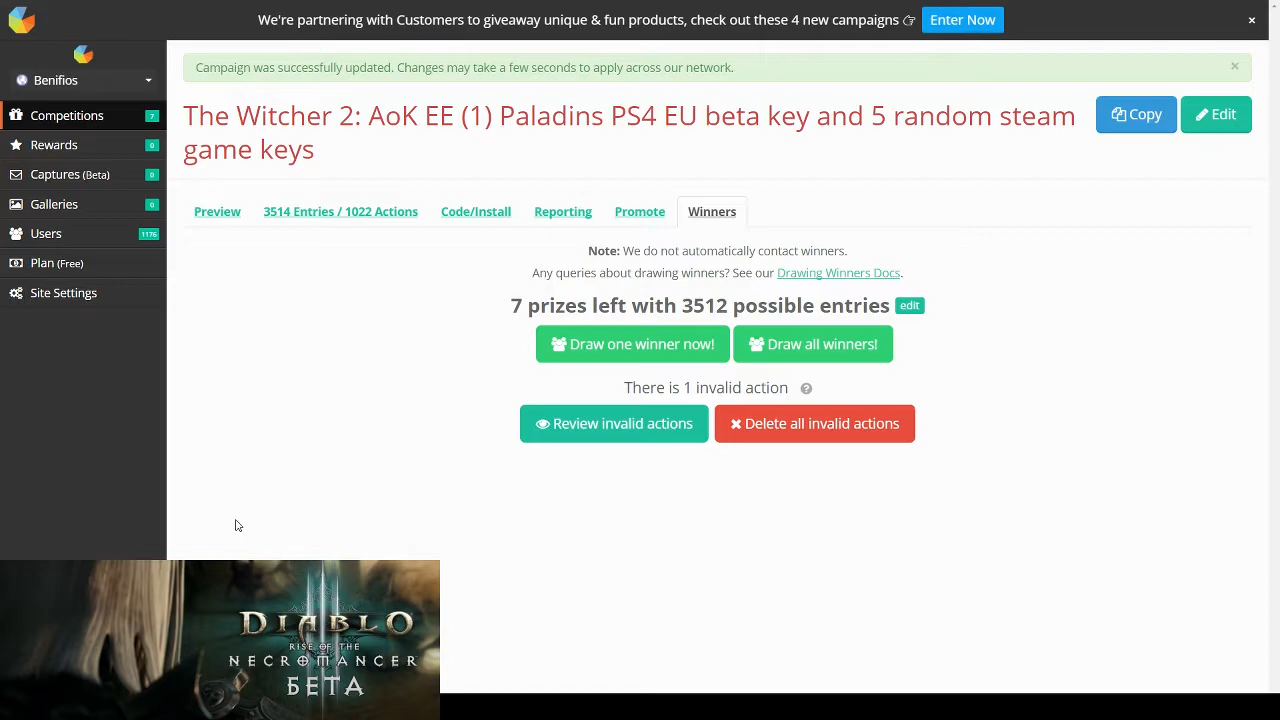 We're partnering with Customers to giveaway unique & fun products, check out these 4 new campaigns 👉 Enter Now ×
Benifios
Competitions 7
Rewards 0
Captures (Beta) 0
Galleries 0
Users 1176
Plan (Free)
Site Settings
Campaign was successfully updated. Changes may take a few seconds to apply across our network. ×
The Witcher 2: AoK EE (1) Paladins PS4 EU beta key and 5 random steam
game keys
Copy Edit
Preview 3514 Entries / 1022 Actions Code/Install Reporting Promote Winners
Note: We do not automatically contact winners.
Any queries about drawing winners? See our Drawing Winners Docs.
7 prizes left with 3512 possible entries edit
Draw one winner now! Draw all winners!
There is 1 invalid action ?
Review invalid actions Delete all invalid actions
DIABLO
III
RISE OF THE
NECROMANCER
БЕТА